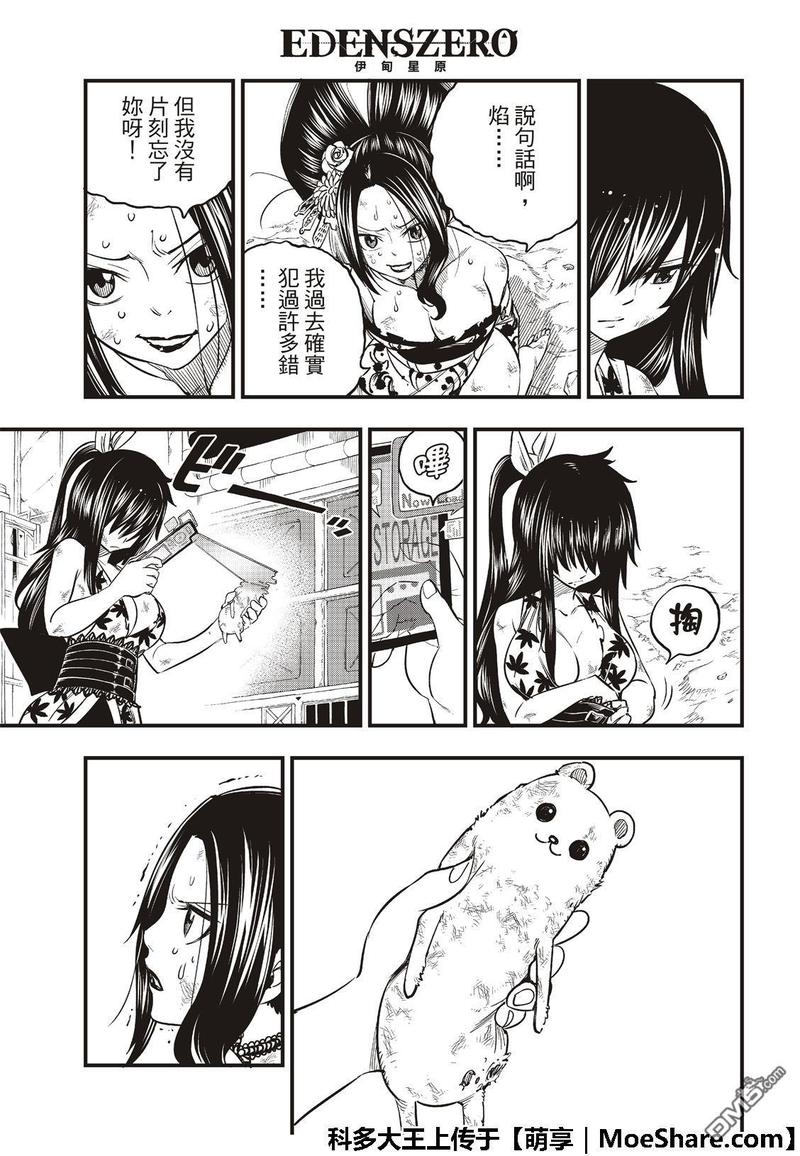 EDENSZERO
伊甸星原
說句話啊，
焰……
我過去確實
犯過許多錯
……
但我沒有
片刻忘了
妳呀！
掏
嗶
Now
STORAGE
ビー
科多大王上传于【萌享｜MoeShare.com】